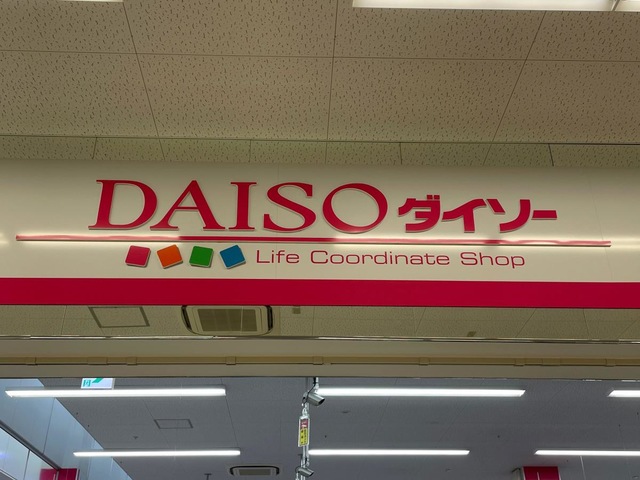 DAISOダイソー
Life Coordinate Shop